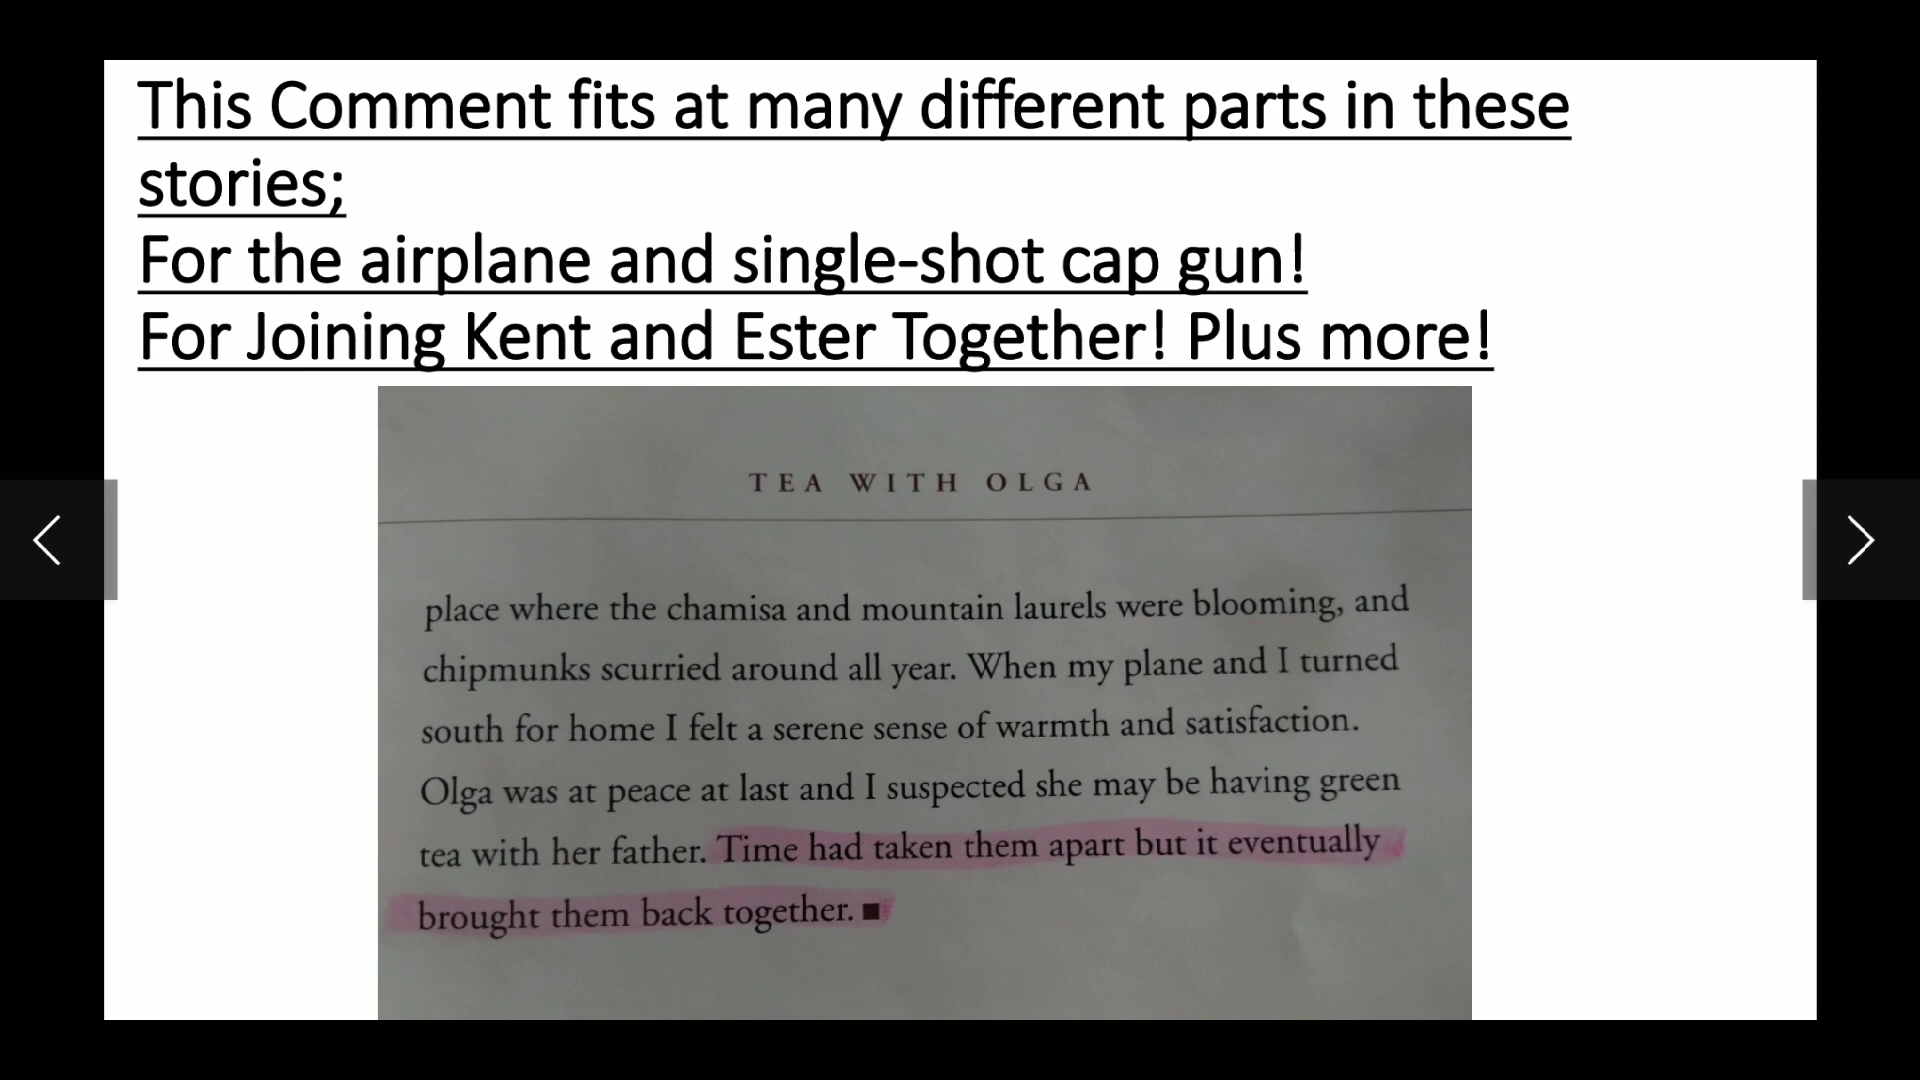 This Comment fits at many different parts in these
stories;
For the airplane and single-shot cap gun!
For Joining Kent and Ester Together! Plus more!
TEA WITH OLGA
place where the chamisa and mountain laurels were blooming, and
chipmunks scurried around all year. When my plane and I turned
south for home I felt a serene sense of warmth and satisfaction.
Olga was at peace at last and I suspected she may be having green
tea with her father. Time had taken them apart but it eventually
brought them back together. ■